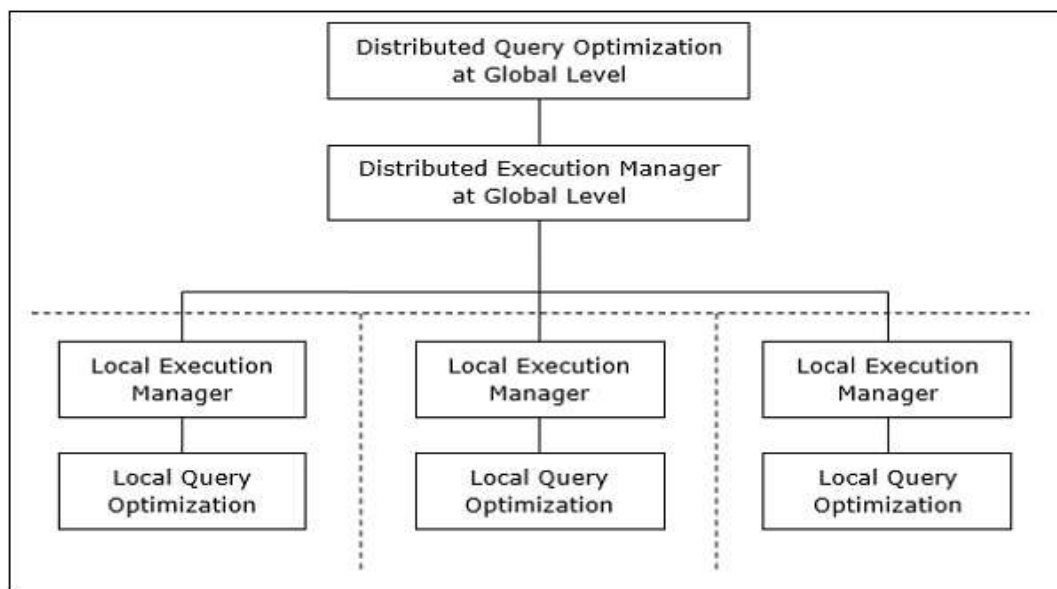 Distributed Query Optimization
at Global Level
Distributed Execution Manager
at Global Level
Local Execution
Manager
Local Execution
Manager
Local Execution
Manager
Local Query
Optimization
Local Query
Optimization
Local Query
Optimization